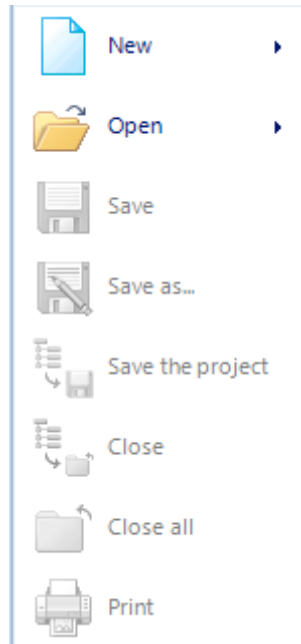 New
Open
Save
Save as...
Save the project
Close
Close all
Print